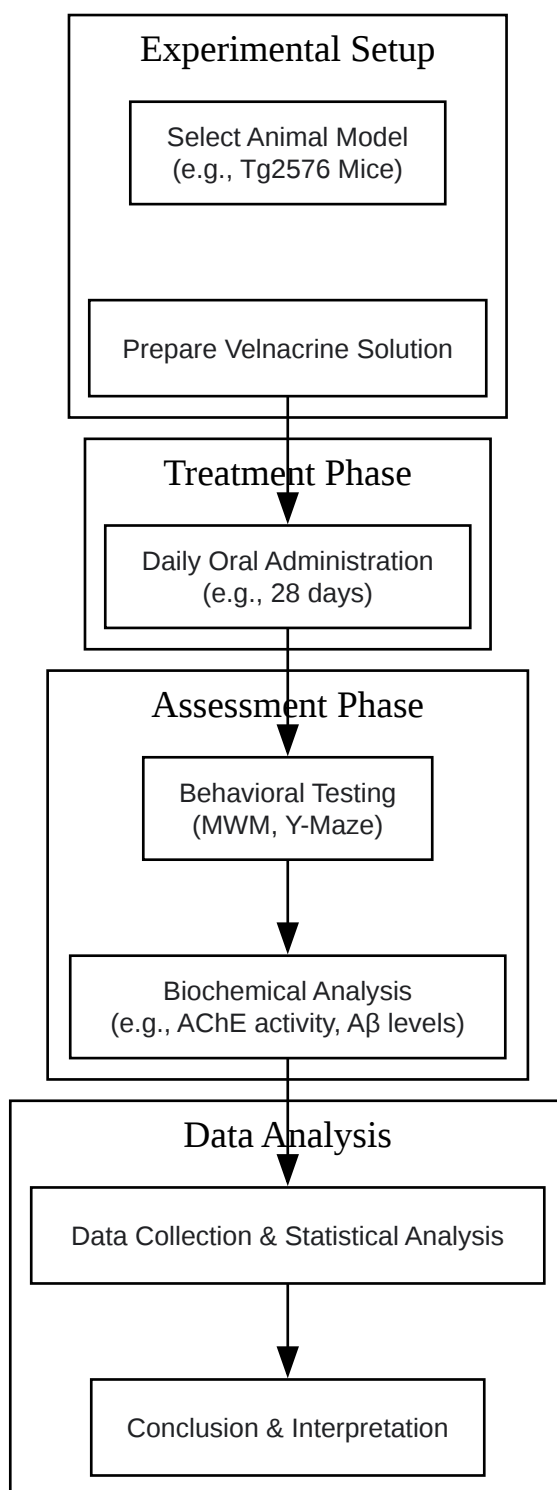 Experimental Setup
Select Animal Model
(e.g., Tg2576 Mice)
Prepare Velnacrine Solution
Treatment Phase
Daily Oral Administration
(e.g., 28 days)
Assessment Phase
Behavioral Testing
(MWM, Y-Maze)
Biochemical Analysis
(e.g., AChE activity, Aβ levels)
Data Analysis
Data Collection & Statistical Analysis
Conclusion & Interpretation